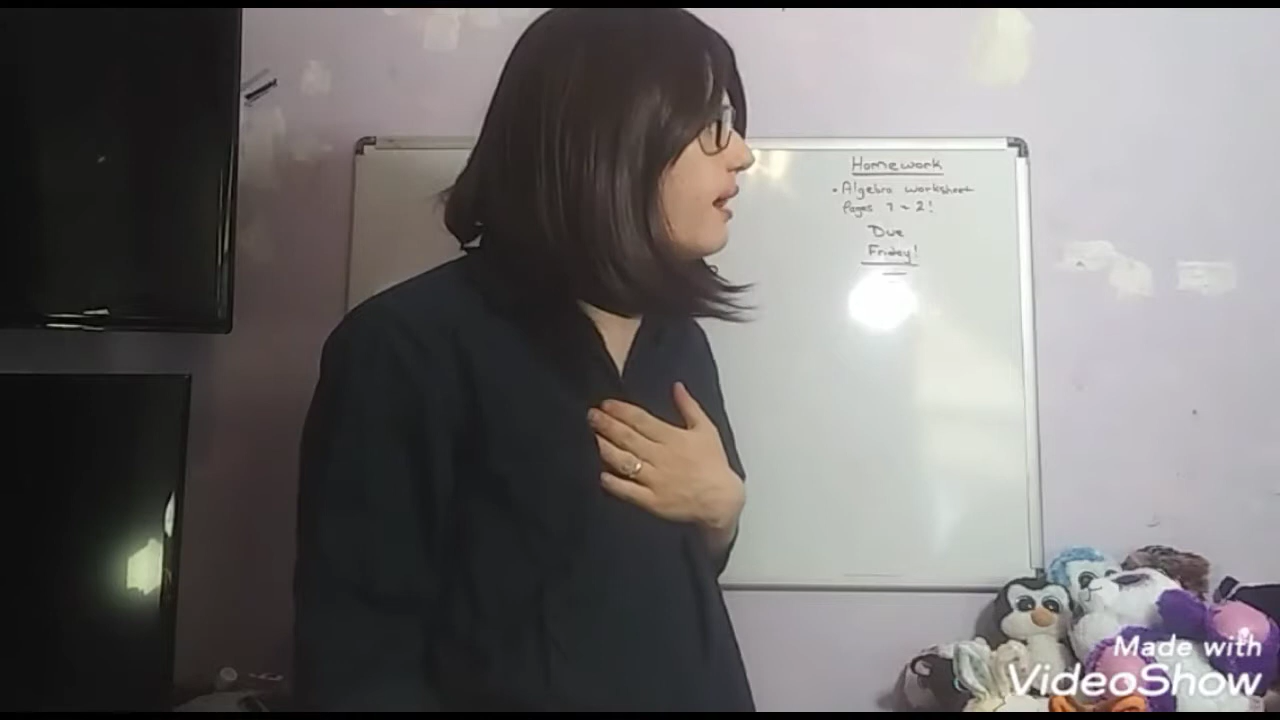 Homework
• Algebra worksheet
Pages 1 - 2!
Due
Friday!
Made with
VideoShow